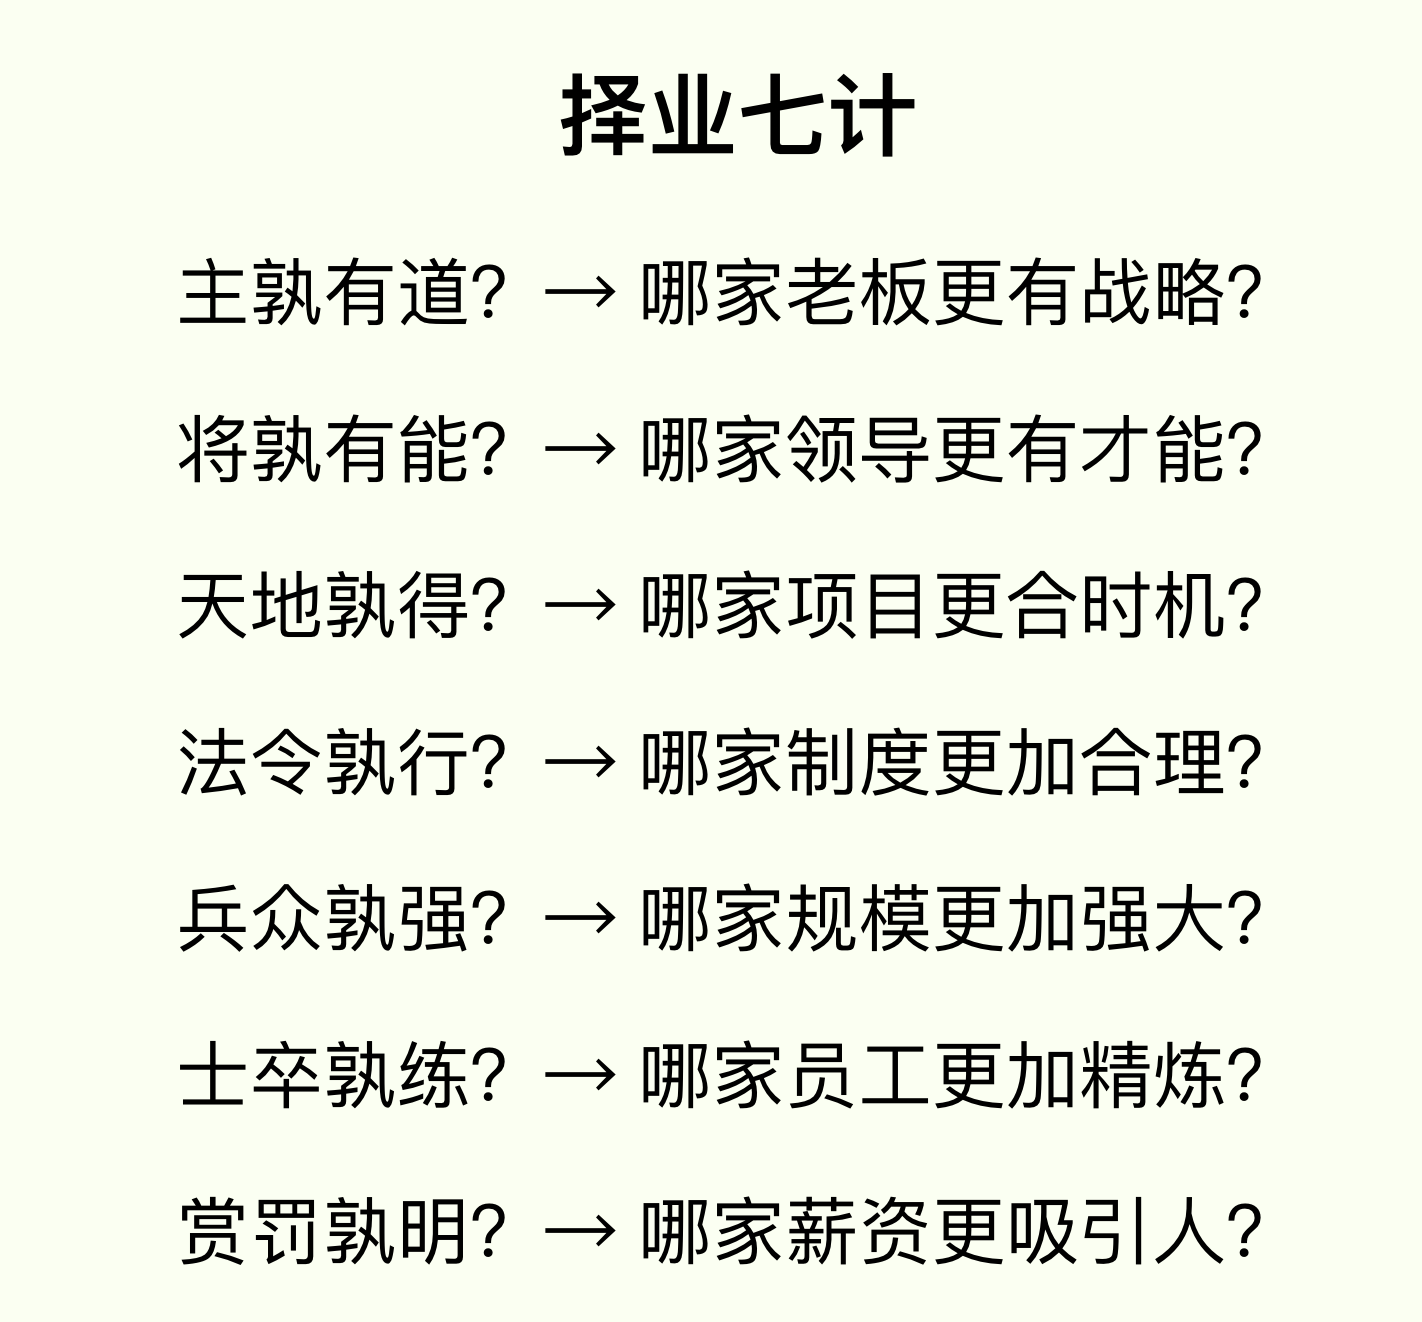 择业七计
主孰有道? → 哪家老板更有战略?
将孰有能? → 哪家领导更有才能?
天地孰得? → 哪家项目更合时机?
法令孰行? → 哪家制度更加合理?
兵众孰强? → 哪家规模更加强大?
士卒孰练? → 哪家员工更加精炼?
赏罚孰明? → 哪家薪资更吸引人?